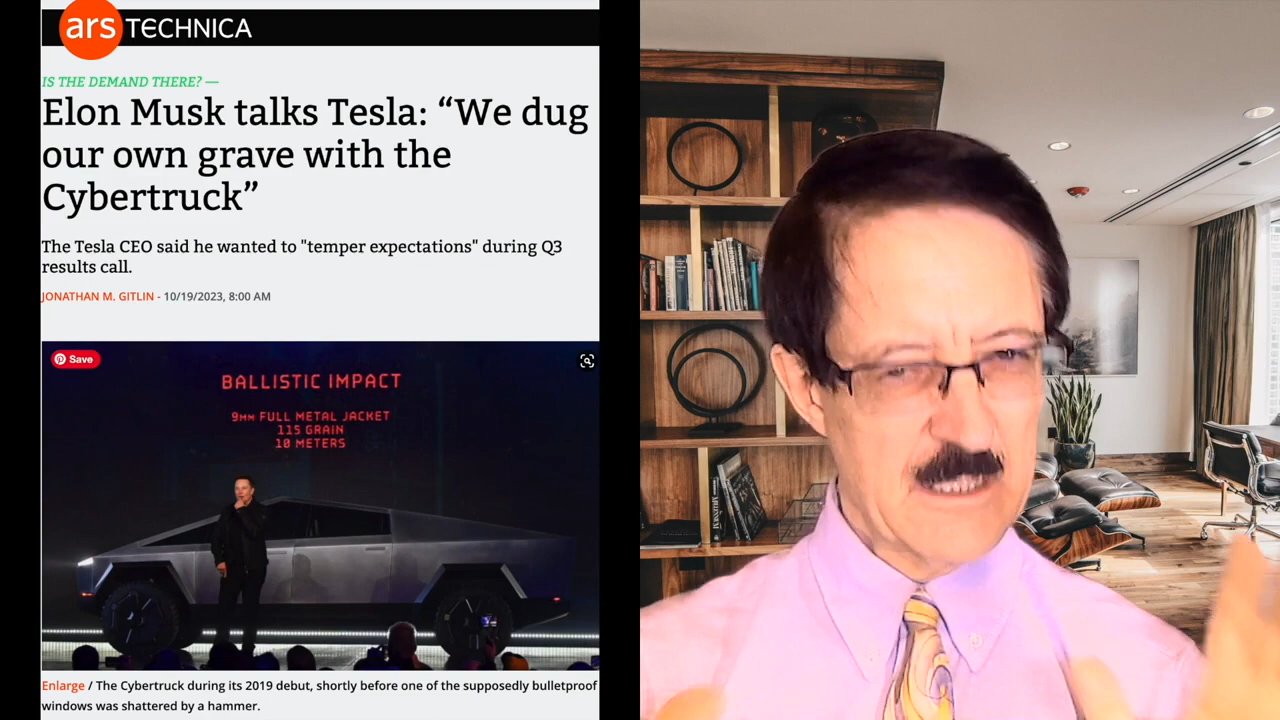 ars TECHNICA
IS THE DEMAND THERE? —
Elon Musk talks Tesla: “We dug
our own grave with the
Cybertruck”
The Tesla CEO said he wanted to "temper expectations" during Q3
results call.
JONATHAN M. GITLIN - 10/19/2023, 8:00 AM
Save
BALLISTIC IMPACT
9MM FULL METAL JACKET
115 GRAIN
10 METERS
Enlarge / The Cybertruck during its 2019 debut, shortly before one of the supposedly bulletproof
windows was shattered by a hammer.